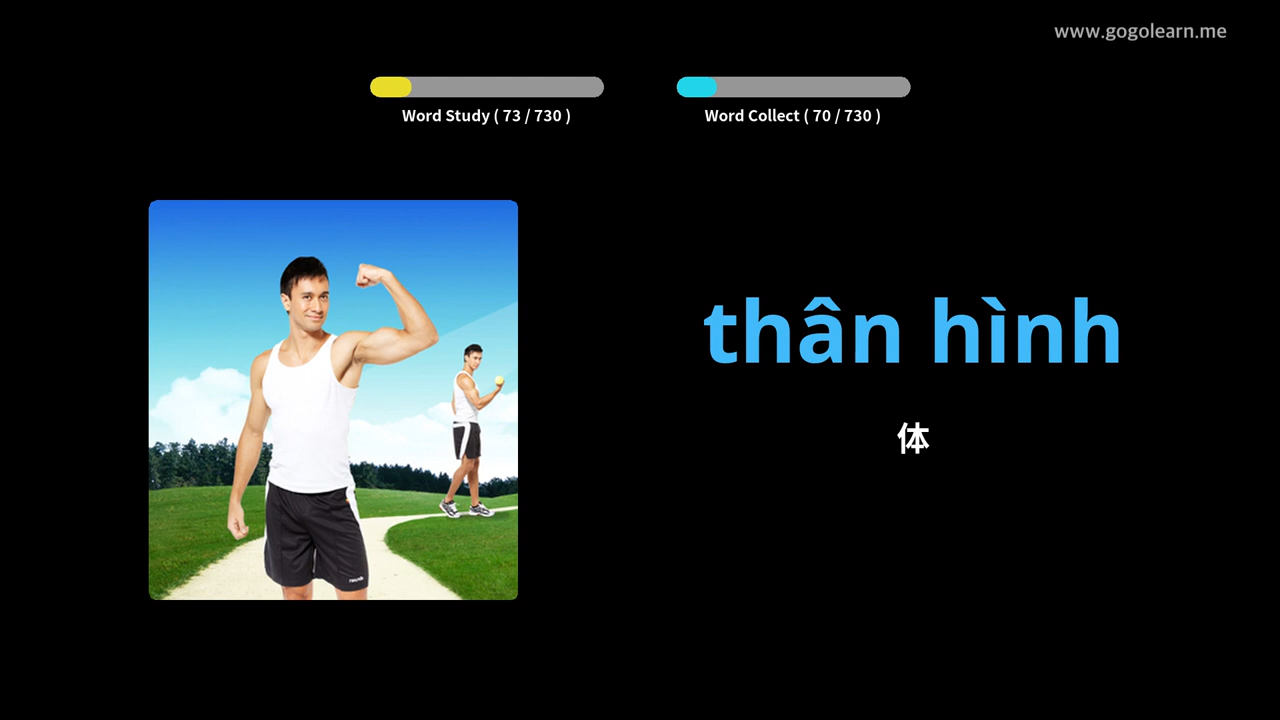 www.gogolearn.me
Word Study ( 73 / 730 )
Word Collect ( 70 / 730 )
thân hình
体